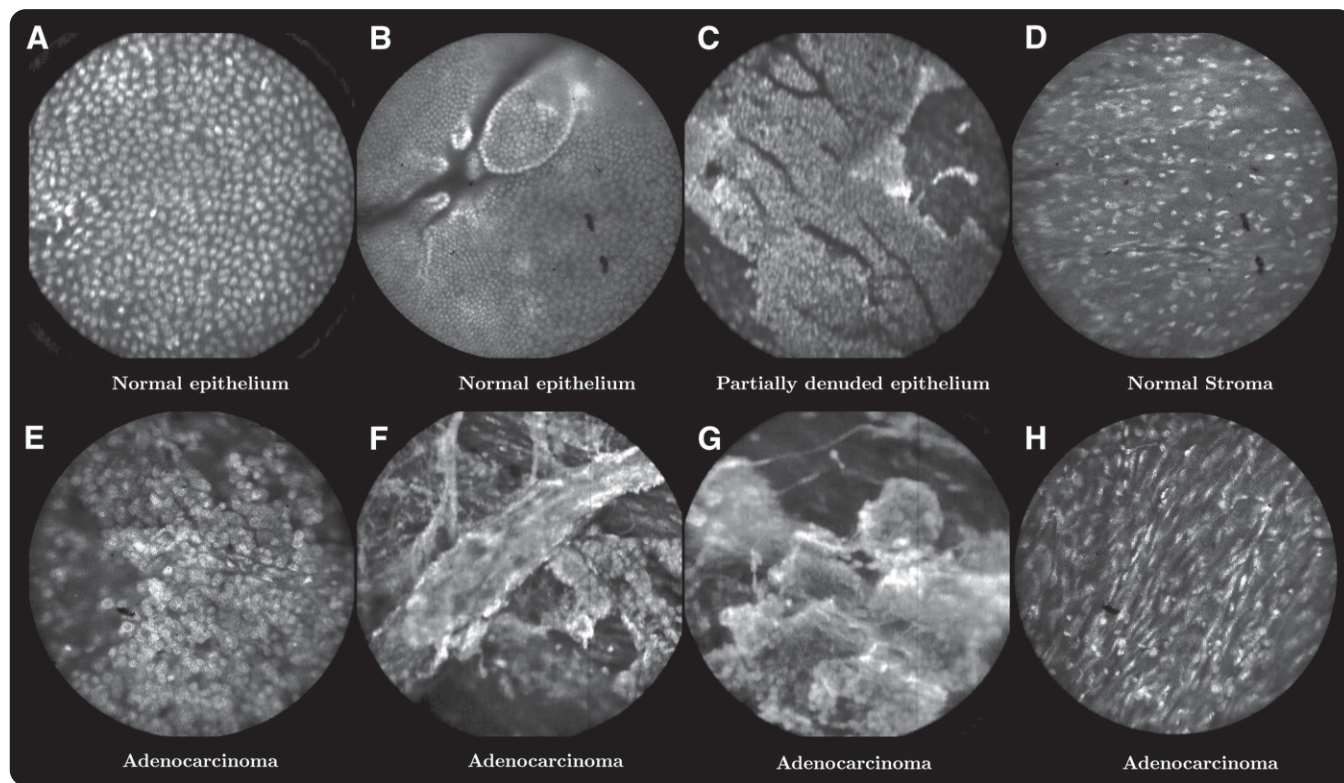 A B C D
Normal epithelium Normal epithelium Partially denuded epithelium Normal Stroma
E F G H
Adenocarcinoma Adenocarcinoma Adenocarcinoma Adenocarcinoma